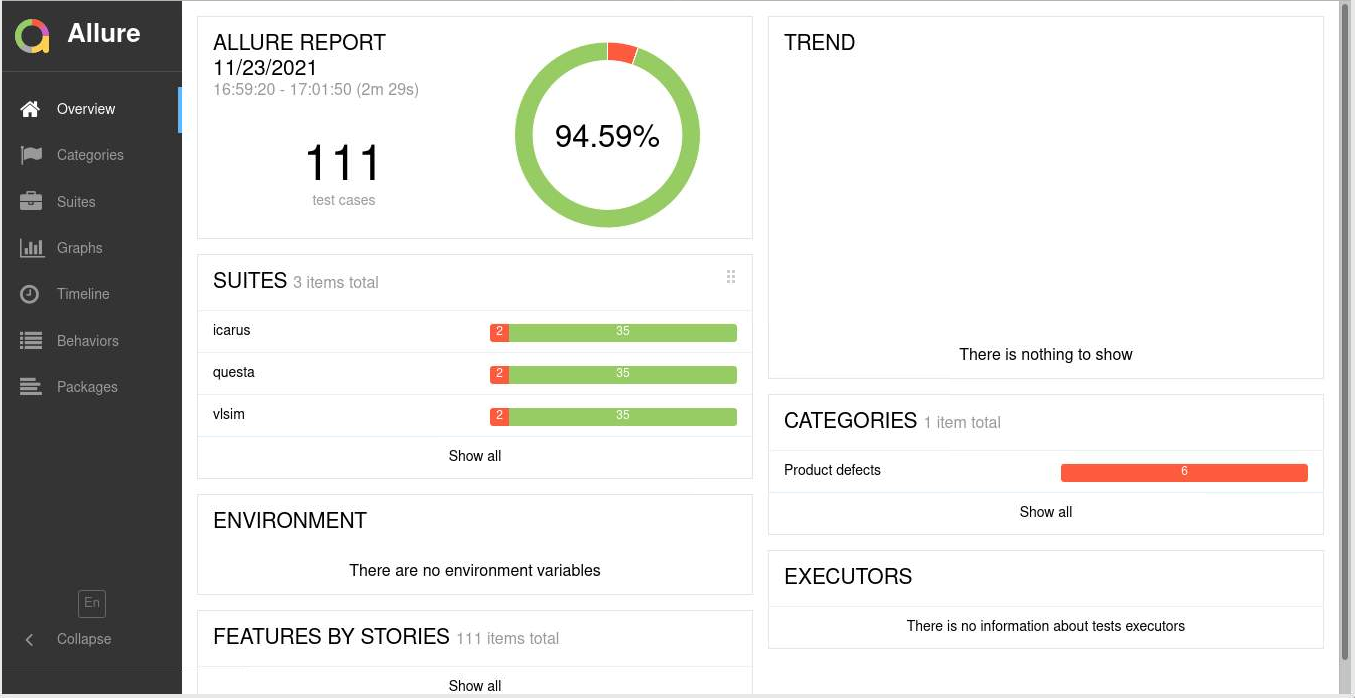 Allure
Overview
Categories
Suites
Graphs
Timeline
Behaviors
Packages
En
Collapse
ALLURE REPORT
11/23/2021
16:59:20 - 17:01:50 (2m 29s)
111
test cases
94.59%
SUITES 3 items total
icarus 2 35
questa 2 35
vlsim 2 35
Show all
ENVIRONMENT
There are no environment variables
FEATURES BY STORIES 111 items total
Show all
TREND
There is nothing to show
CATEGORIES 1 item total
Product defects 6
Show all
EXECUTORS
There is no information about tests executors